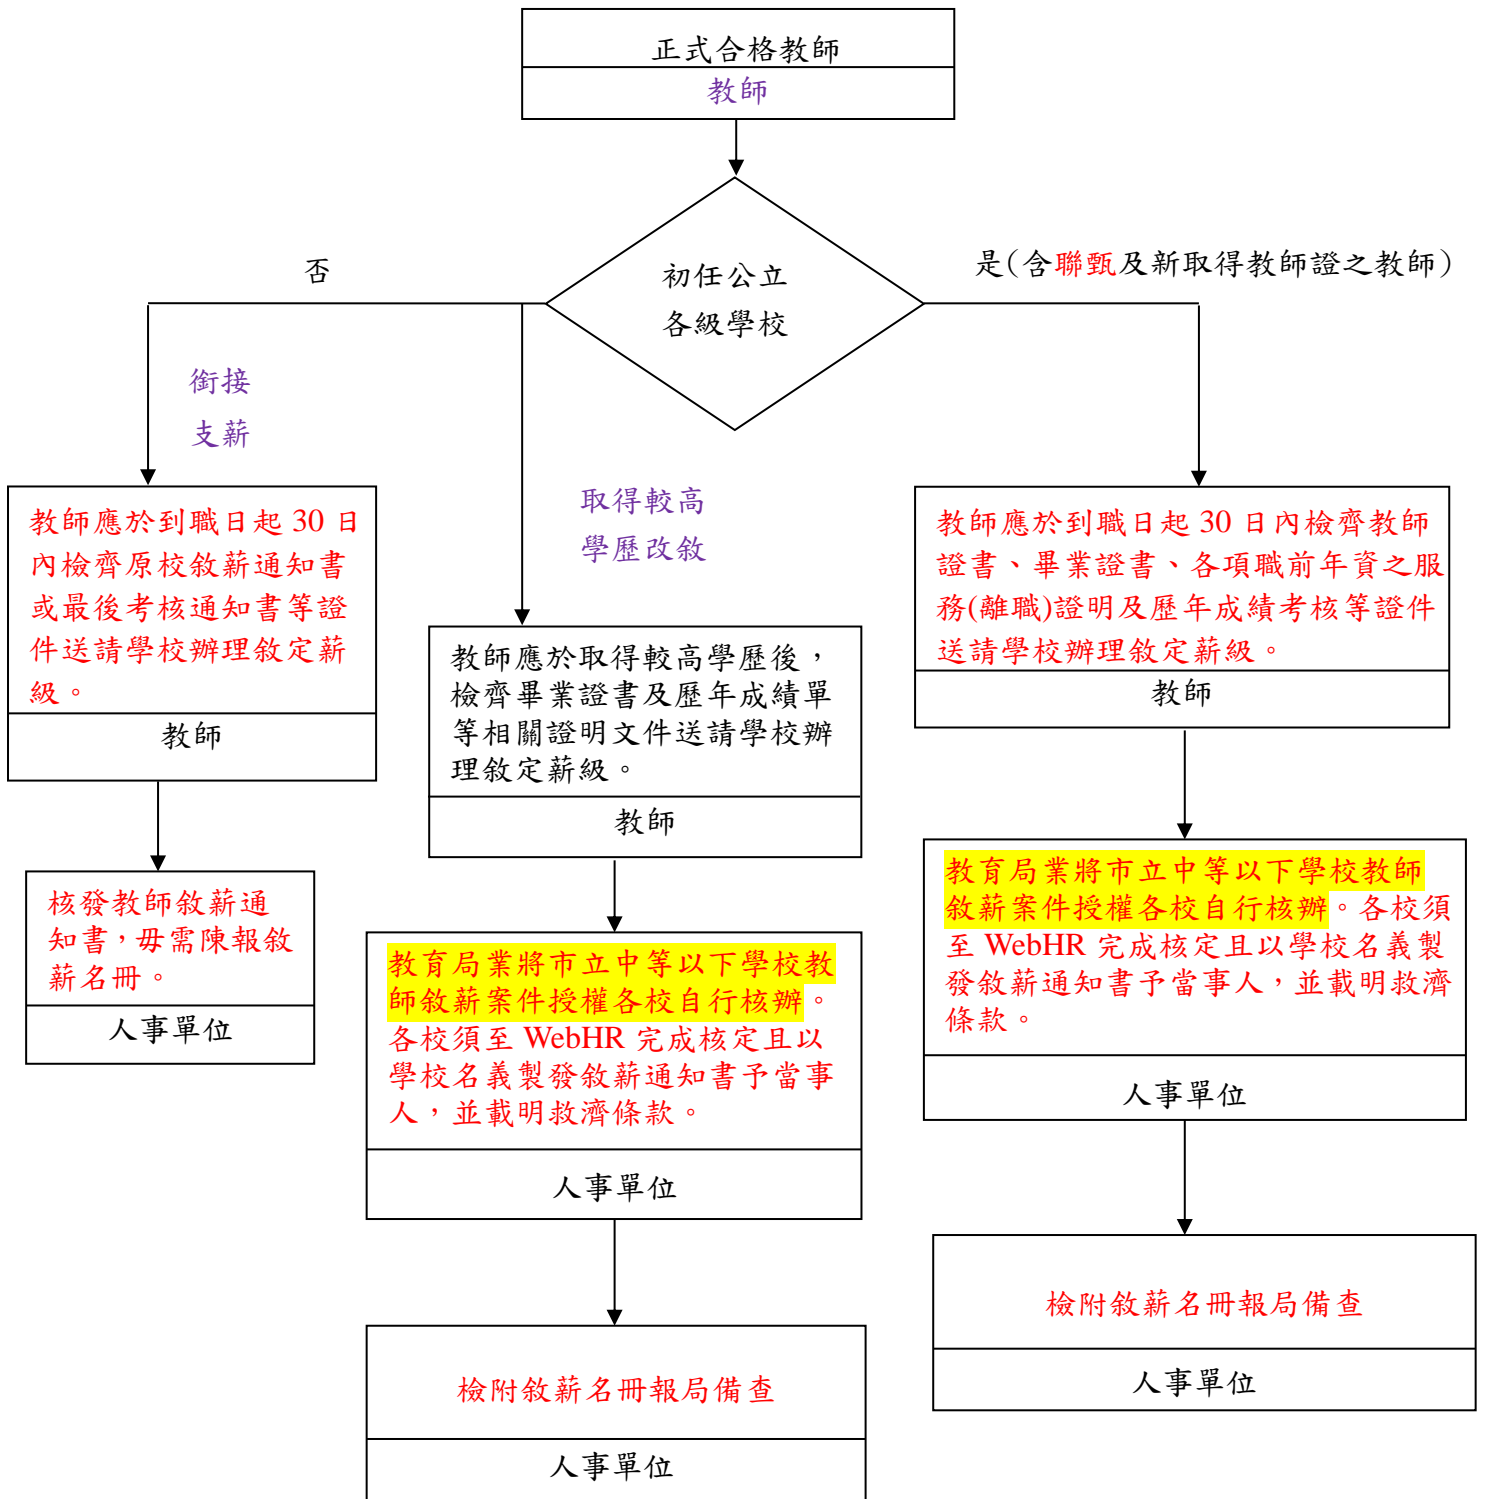 正式合格教師
教師
初任公立
各級學校
否
是(含聯甄及新取得教師證之教師)
銜接
支薪
取得較高
學歷改敘
教師應於到職日起 30 日
內檢齊原校敘薪通知書
或最後考核通知書等證
件送請學校辦理敘定薪
級。
教師
核發教師敘薪通
知書，毋需陳報敘
薪名冊。
人事單位
教師應於取得較高學歷後，
檢齊畢業證書及歷年成績單
等相關證明文件送請學校辦
理敘定薪級。
教師
教育局業將市立中等以下學校教
師敘薪案件授權各校自行核辦。
各校須至 WebHR 完成核定且以
學校名義製發敘薪通知書予當事
人，並載明救濟條款。
人事單位
檢附敘薪名冊報局備查
人事單位
教師應於到職日起 30 日內檢齊教師
證書、畢業證書、各項職前年資之服
務(離職)證明及歷年成績考核等證件
送請學校辦理敘定薪級。
教師
教育局業將市立中等以下學校教師
敘薪案件授權各校自行核辦。各校須
至 WebHR 完成核定且以學校名義製
發敘薪通知書予當事人，並載明救濟
條款。
人事單位
檢附敘薪名冊報局備查
人事單位